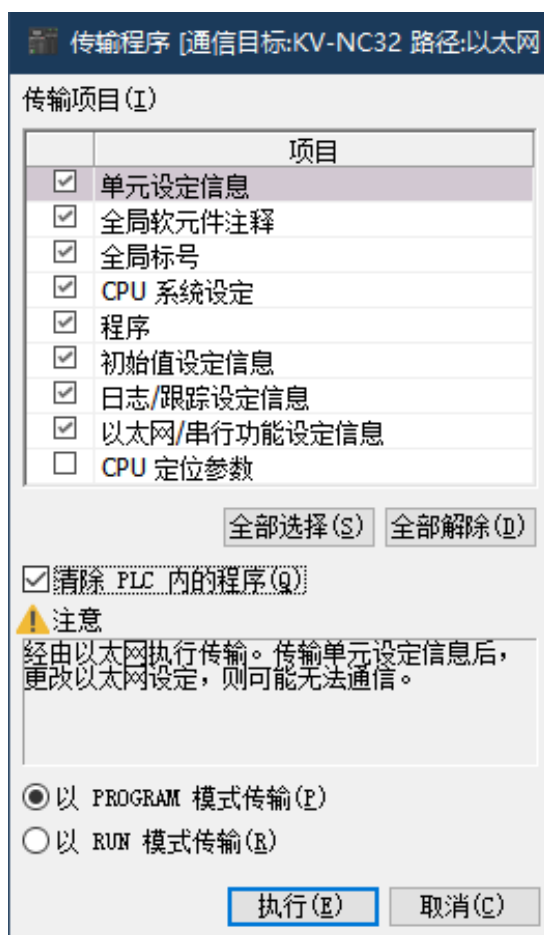 传输程序 [通信目标:KV-NC32 路径:以太网
传输项目(I)
项目
单元设定信息
全局软元件注释
全局标号
CPU 系统设定
程序
初始值设定信息
日志/跟踪设定信息
以太网/串行功能设定信息
CPU 定位参数
全部选择(S) 全部解除(D)
清除 PLC 内的程序(Q)
注意
经由以太网执行传输。传输单元设定信息后，
更改以太网设定，则可能无法通信。
以 PROGRAM 模式传输(P)
以 RUN 模式传输(R)
执行(E) 取消(C)